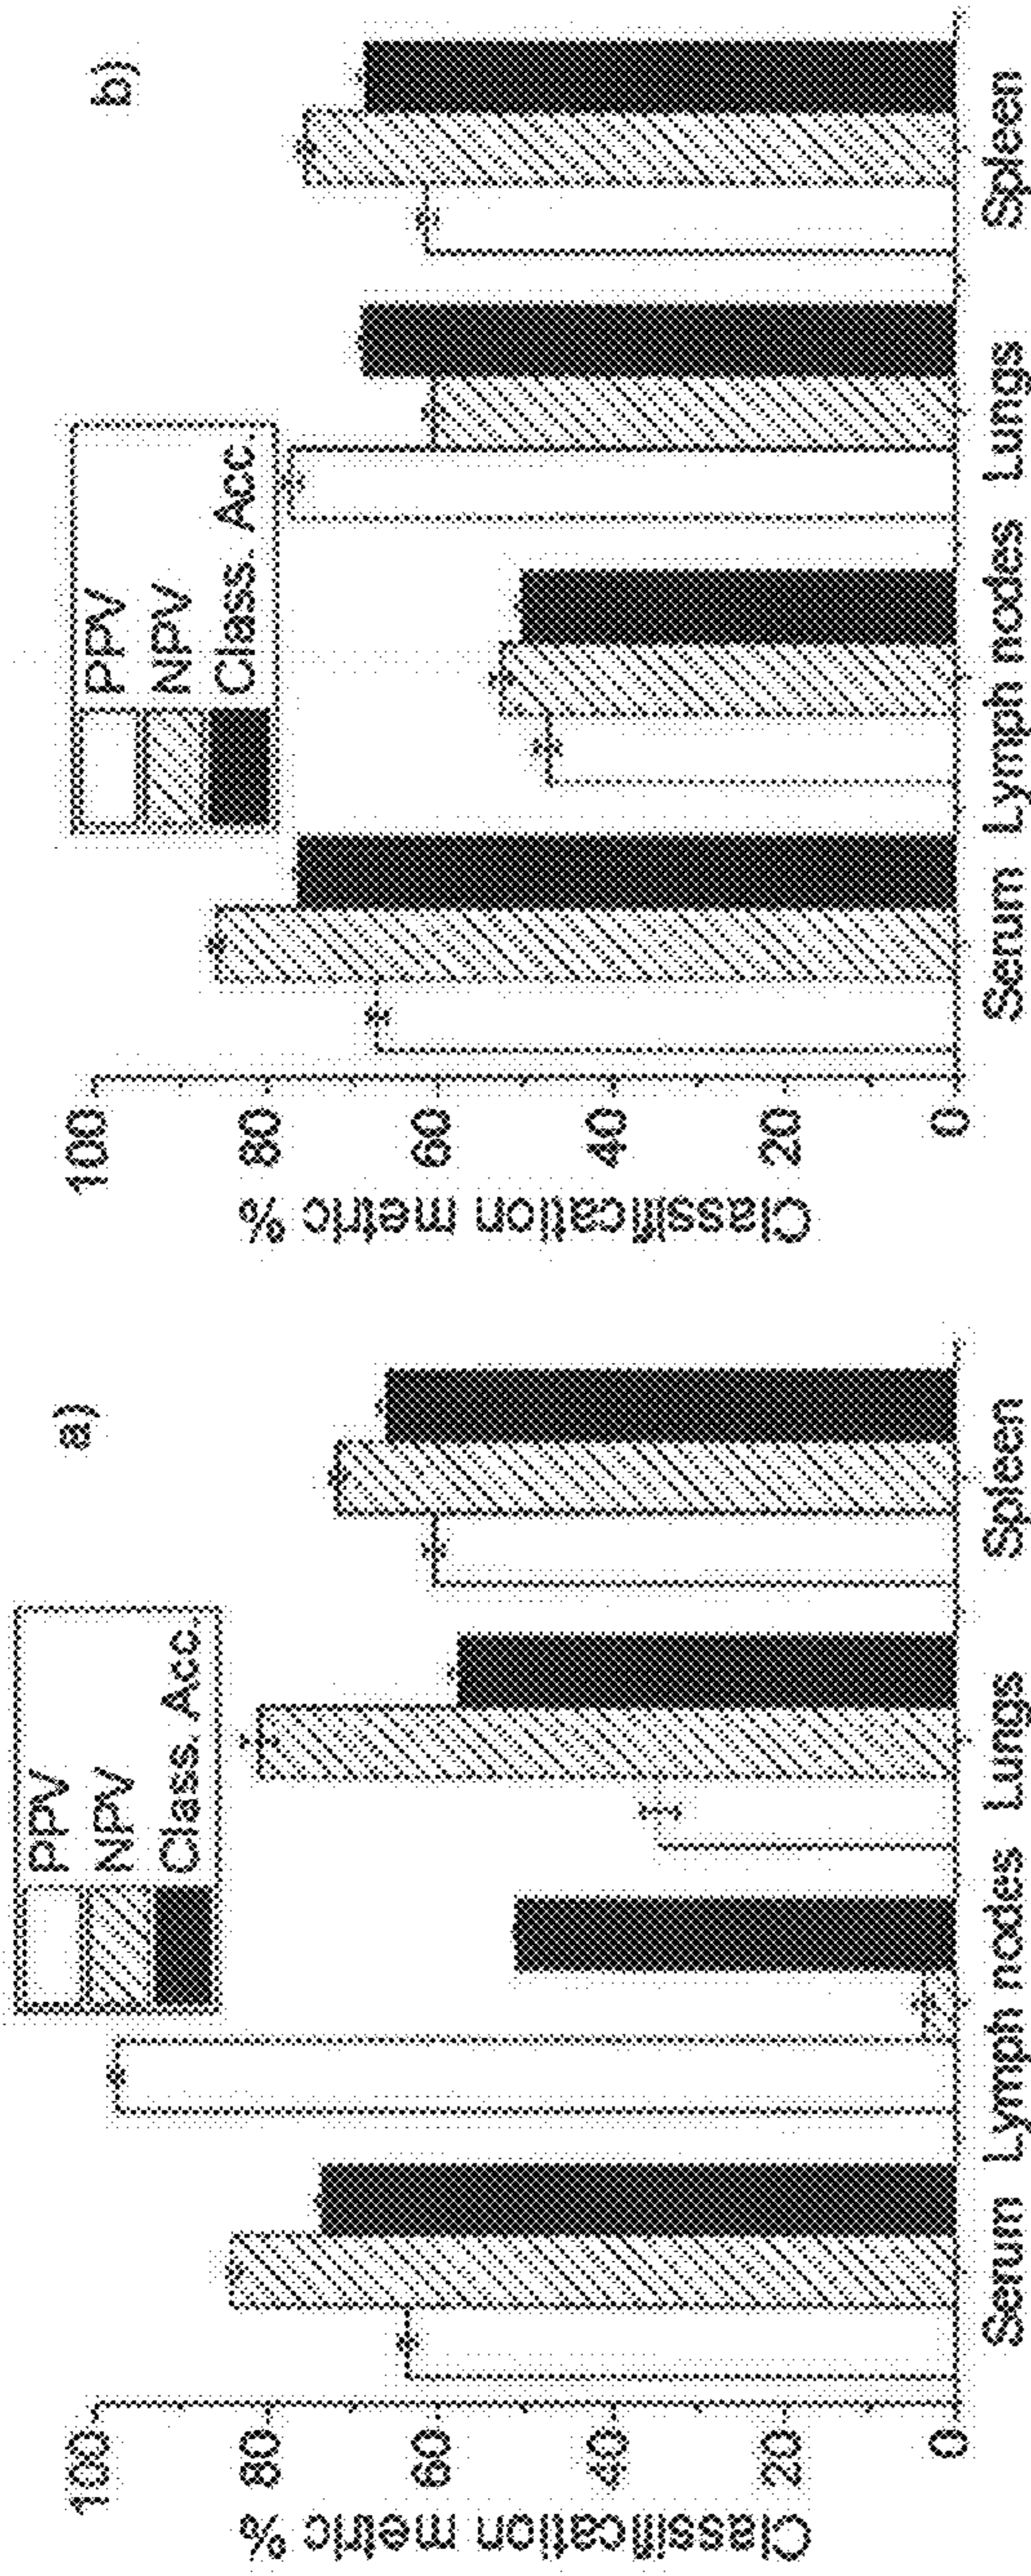 a)
PPV
NPV
Class. Acc.
Classification metric %
100
80
60
40
20
0
Serum Lymph nodes Lungs Spleen
b)
PPV
NPV
Class. Acc.
Classification metric %
100
80
60
40
20
0
Serum Lymph nodes Lungs Spleen